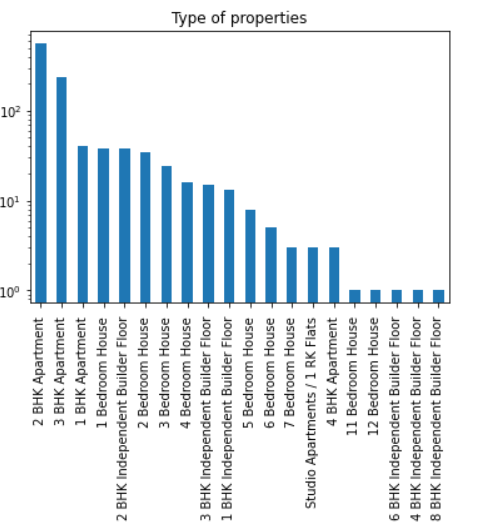 Type of properties
10²
10¹
10⁰
2 BHK Apartment
3 BHK Apartment
1 BHK Apartment
1 Bedroom House
2 BHK Independent Builder Floor
2 Bedroom House
3 Bedroom House
4 Bedroom House
3 BHK Independent Builder Floor
1 BHK Independent Builder Floor
5 Bedroom House
6 Bedroom House
7 Bedroom House
Studio Apartments / 1 RK Flats
4 BHK Apartment
11 Bedroom House
12 Bedroom House
6 BHK Independent Builder Floor
4 BHK Independent Builder Floor
8 BHK Independent Builder Floor